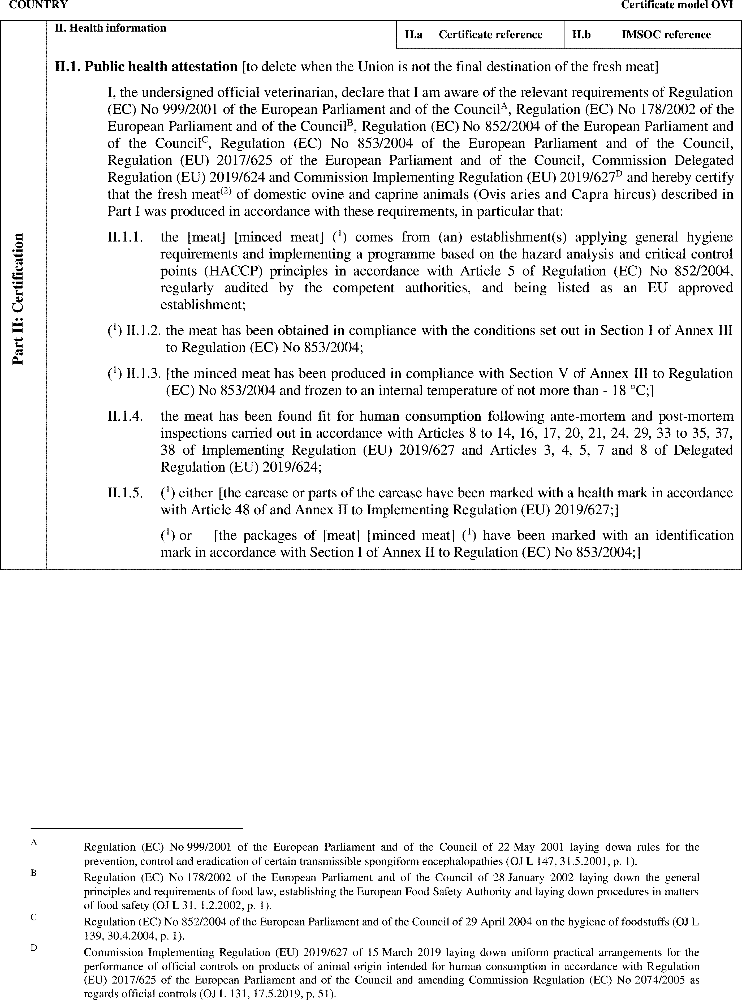 COUNTRY Certificate model OVI
II. Health information
II.a Certificate reference II.b IMSOC reference
II.1. Public health attestation [to delete when the Union is not the final destination of the fresh meat]
I, the undersigned official veterinarian, declare that I am aware of the relevant requirements of Regulation
(EC) No 999/2001 of the European Parliament and of the Councilᴬ, Regulation (EC) No 178/2002 of the
European Parliament and of the Councilᴮ, Regulation (EC) No 852/2004 of the European Parliament and
of the Councilᶜ, Regulation (EC) No 853/2004 of the European Parliament and of the Council,
Regulation (EU) 2017/625 of the European Parliament and of the Council, Commission Delegated
Regulation (EU) 2019/624 and Commission Implementing Regulation (EU) 2019/627ᴰ and hereby certify
that the fresh meat⁽²⁾ of domestic ovine and caprine animals (Ovis aries and Capra hircus) described in
Part I was produced in accordance with these requirements, in particular that:
Part II: Certification
II.1.1. the [meat] [minced meat] (¹) comes from (an) establishment(s) applying general hygiene
requirements and implementing a programme based on the hazard analysis and critical control
points (HACCP) principles in accordance with Article 5 of Regulation (EC) No 852/2004,
regularly audited by the competent authorities, and being listed as an EU approved
establishment;
(¹) II.1.2. the meat has been obtained in compliance with the conditions set out in Section I of Annex III
to Regulation (EC) No 853/2004;
(¹) II.1.3. [the minced meat has been produced in compliance with Section V of Annex III to Regulation
(EC) No 853/2004 and frozen to an internal temperature of not more than - 18 °C;]
II.1.4. the meat has been found fit for human consumption following ante-mortem and post-mortem
inspections carried out in accordance with Articles 8 to 14, 16, 17, 20, 21, 24, 29, 33 to 35, 37,
38 of Implementing Regulation (EU) 2019/627 and Articles 3, 4, 5, 7 and 8 of Delegated
Regulation (EU) 2019/624;
II.1.5. (¹) either [the carcase or parts of the carcase have been marked with a health mark in accordance
with Article 48 of and Annex II to Implementing Regulation (EU) 2019/627;]
(¹) or [the packages of [meat] [minced meat] (¹) have been marked with an identification
mark in accordance with Section I of Annex II to Regulation (EC) No 853/2004;]
A Regulation (EC) No 999/2001 of the European Parliament and of the Council of 22 May 2001 laying down rules for the
prevention, control and eradication of certain transmissible spongiform encephalopathies (OJ L 147, 31.5.2001, p. 1).
B Regulation (EC) No 178/2002 of the European Parliament and of the Council of 28 January 2002 laying down the general
principles and requirements of food law, establishing the European Food Safety Authority and laying down procedures in matters
of food safety (OJ L 31, 1.2.2002, p. 1).
C Regulation (EC) No 852/2004 of the European Parliament and of the Council of 29 April 2004 on the hygiene of foodstuffs (OJ L
139, 30.4.2004, p. 1).
D Commission Implementing Regulation (EU) 2019/627 of 15 March 2019 laying down uniform practical arrangements for the
performance of official controls on products of animal origin intended for human consumption in accordance with Regulation
(EU) 2017/625 of the European Parliament and of the Council and amending Commission Regulation (EC) No 2074/2005 as
regards official controls (OJ L 131, 17.5.2019, p. 51).